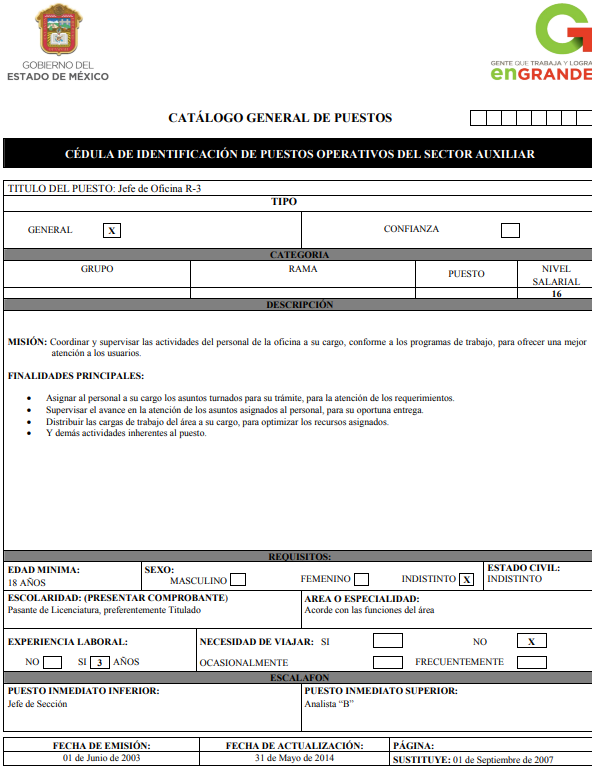 GOBIERNO DEL
ESTADO DE MÉXICO
GENTE QUE TRABAJA Y LOGRA
enGRANDE
CATÁLOGO GENERAL DE PUESTOS
CÉDULA DE IDENTIFICACIÓN DE PUESTOS OPERATIVOS DEL SECTOR AUXILIAR
TITULO DEL PUESTO: Jefe de Oficina R-3
TIPO
GENERAL X CONFIANZA
CATEGORIA
GRUPO RAMA PUESTO NIVEL SALARIAL
16
DESCRIPCIÓN
MISIÓN: Coordinar y supervisar las actividades del personal de la oficina a su cargo, conforme a los programas de trabajo, para ofrecer una mejor
atención a los usuarios.
FINALIDADES PRINCIPALES:
• Asignar al personal a su cargo los asuntos turnados para su trámite, para la atención de los requerimientos.
• Supervisar el avance en la atención de los asuntos asignados al personal, para su oportuna entrega.
• Distribuir las cargas de trabajo del área a su cargo, para optimizar los recursos asignados.
• Y demás actividades inherentes al puesto.
REQUISITOS:
EDAD MINIMA:
18 AÑOS
SEXO:
MASCULINO FEMENINO INDISTINTO X
ESTADO CIVIL:
INDISTINTO
ESCOLARIDAD: (PRESENTAR COMPROBANTE)
Pasante de Licenciatura, preferentemente Titulado
AREA O ESPECIALIDAD:
Acorde con las funciones del área
EXPERIENCIA LABORAL:
NO SI 3 AÑOS
NECESIDAD DE VIAJAR: SI NO X
OCASIONALMENTE FRECUENTEMENTE
ESCALAFON
PUESTO INMEDIATO INFERIOR:
Jefe de Sección
PUESTO INMEDIATO SUPERIOR:
Analista “B”
FECHA DE EMISIÓN:
01 de Junio de 2003
FECHA DE ACTUALIZACIÓN:
31 de Mayo de 2014
PÁGINA:
SUSTITUYE: 01 de Septiembre de 2007